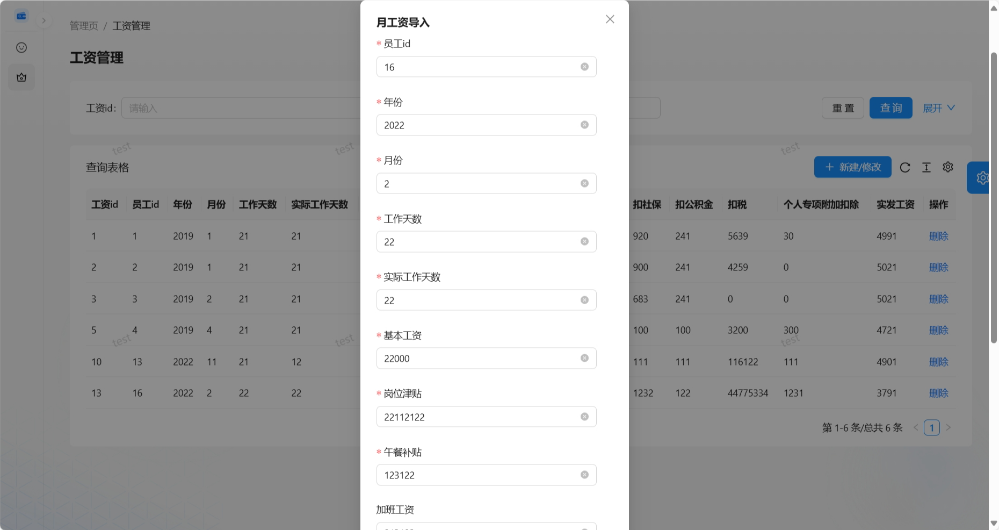 管理页 / 工资管理
工资管理
工资id:
请输入
重 置
查 询
展开
查询表格
新建/修改
工资id 员工id 年份 月份 工作天数 实际工作天数 扣社保 扣公积金 扣税 个人专项附加扣除 实发工资 操作
1 1 2019 1 21 21 920 241 5639 30 4991 删除
2 2 2019 1 21 21 900 241 4259 0 5021 删除
3 3 2019 2 21 21 683 241 0 0 5021 删除
5 4 2019 4 21 21 100 100 3200 300 4721 删除
10 13 2022 11 21 12 111 111 116122 111 4901 删除
13 16 2022 2 22 22 1232 122 44775334 1231 3791 删除
第 1-6 条/总共 6 条
1
test
test
test
test
test
test
月工资导入
* 员工id
16
* 年份
2022
* 月份
2
* 工作天数
22
* 实际工作天数
22
* 基本工资
22000
* 岗位津贴
22112122
* 午餐补贴
123122
加班工资